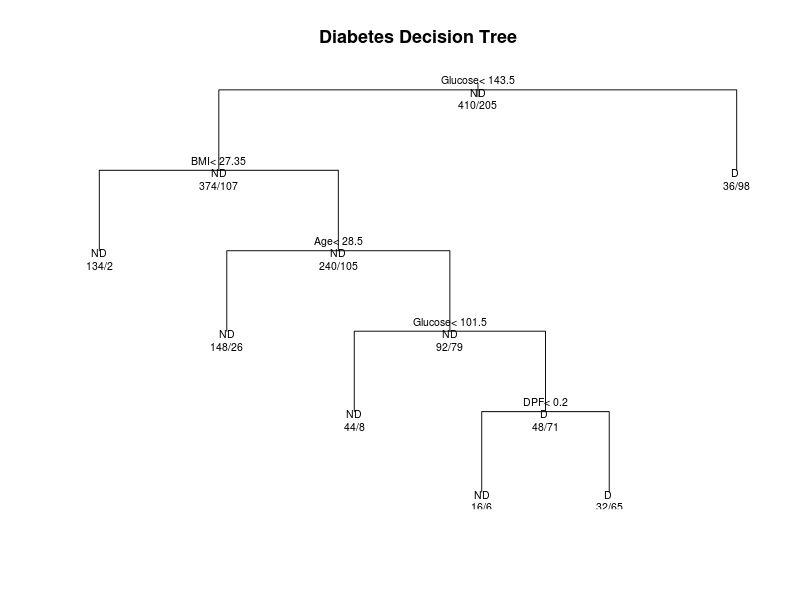 Diabetes Decision Tree
Glucose< 143.5
ND
410/205
BMI< 27.35
ND
374/107
D
36/98
Age< 28.5
ND
240/105
ND
134/2
Glucose< 101.5
ND
92/79
ND
148/26
DPF< 0.2
D
48/71
ND
44/8
ND
16/6
D
32/65